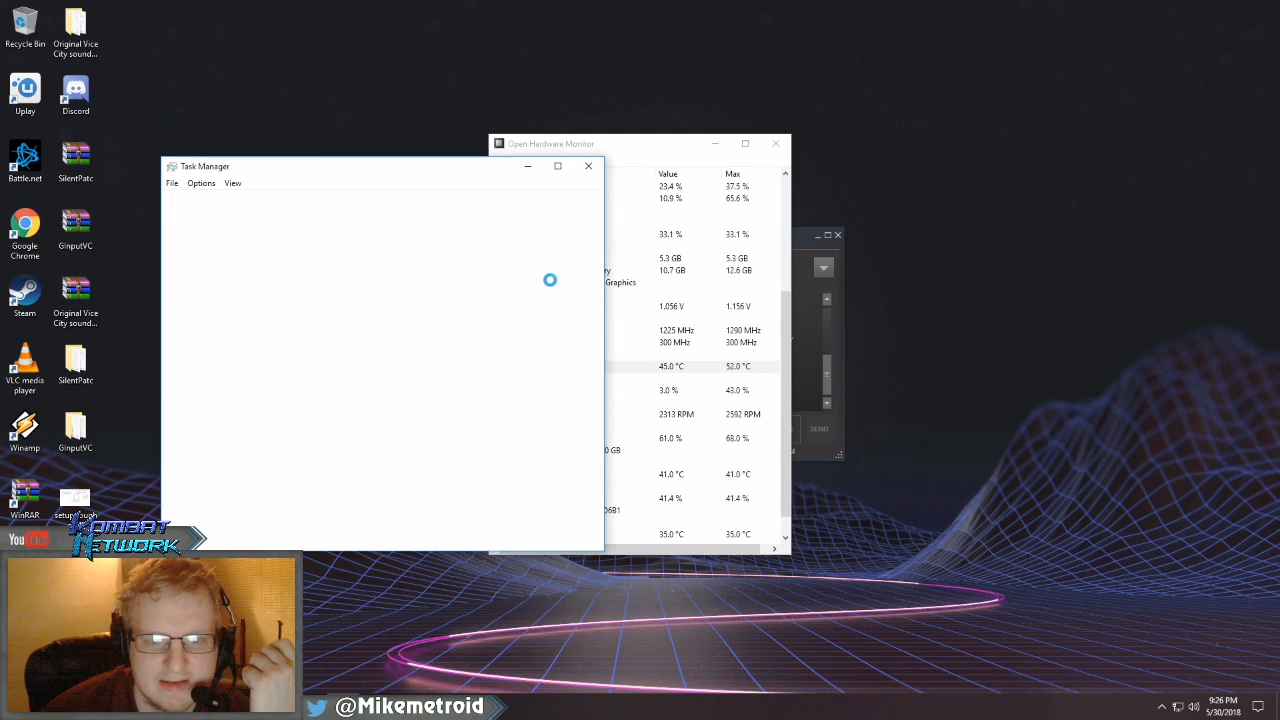 Recycle Bin
Original Vice
City sound...
Uplay
Discord
Battle.net
SilentPatc
Google
Chrome
GInputVC
Steam
Original Vice
City sound...
VLC media
player
SilentPatc
Winamp
GInputVC
WinRAR
Task Manager
File Options View
Open Hardware Monitor
Value Max
23.4 % 37.5 %
10.9 % 65.6 %
33.1 % 33.1 %
5.3 GB 5.3 GB
ry 10.7 GB 12.6 GB
Graphics
1.056 V 1.156 V
1225 MHz 1290 MHz
300 MHz 300 MHz
45.0 °C 52.0 °C
3.0 % 43.0 %
2313 RPM 2592 RPM
61.0 % 68.0 %
0 GB
41.0 °C 41.0 °C
41.4 % 41.4 %
06B1
35.0 °C 35.0 °C
SEND
YouTube
KOMBAT
NETWORK
@Mikemetroid
9:26 PM
5/30/2018